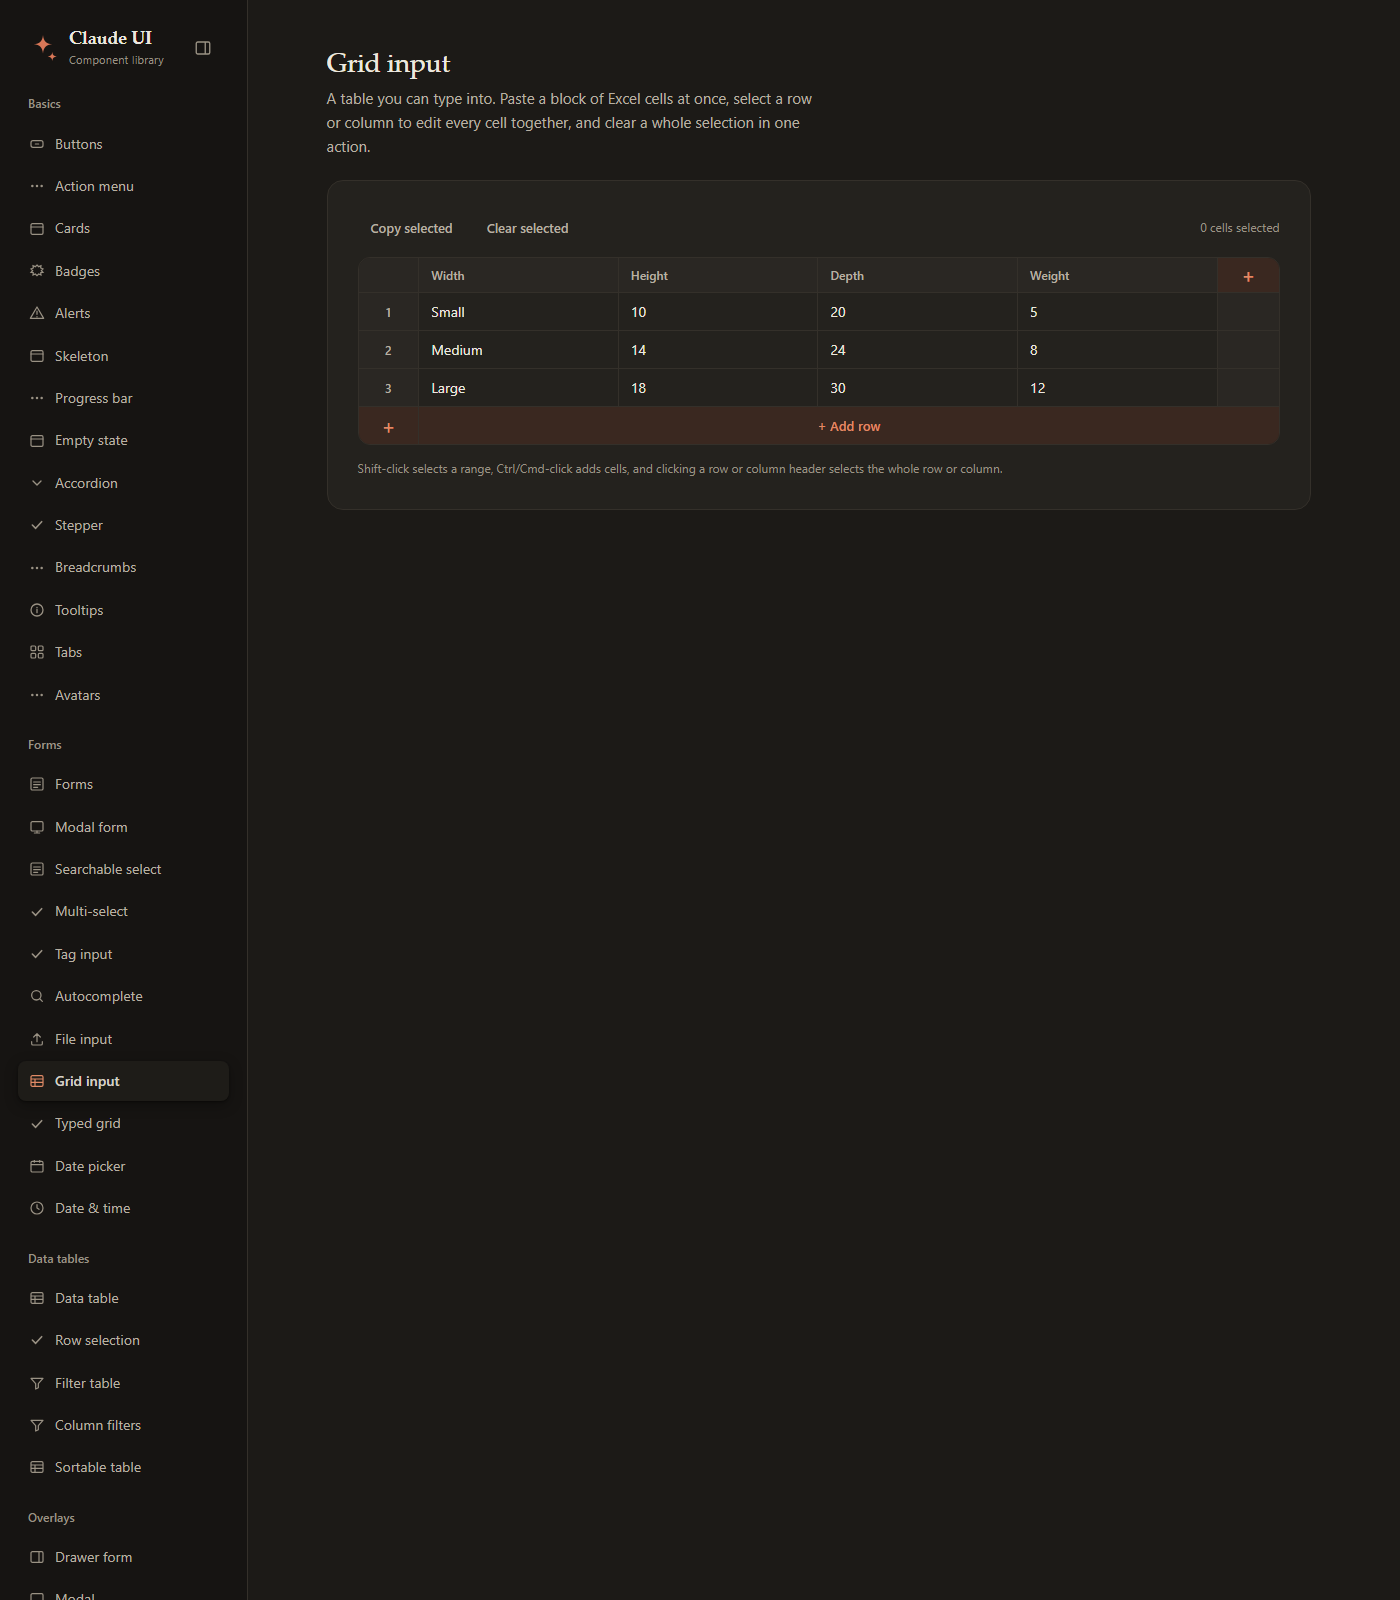 Claude UI
Component library
Basics
Buttons
Action menu
Cards
Badges
Alerts
Skeleton
Progress bar
Empty state
Accordion
Stepper
Breadcrumbs
Tooltips
Tabs
Avatars
Forms
Forms
Modal form
Searchable select
Multi-select
Tag input
Autocomplete
File input
Grid input
Typed grid
Date picker
Date & time
Data tables
Data table
Row selection
Filter table
Column filters
Sortable table
Overlays
Drawer form
Modal
Grid input
A table you can type into. Paste a block of Excel cells at once, select a row
or column to edit every cell together, and clear a whole selection in one
action.
Copy selected Clear selected 0 cells selected
Width Height Depth Weight +
1 Small 10 20 5
2 Medium 14 24 8
3 Large 18 30 12
+ + Add row
Shift-click selects a range, Ctrl/Cmd-click adds cells, and clicking a row or column header selects the whole row or column.